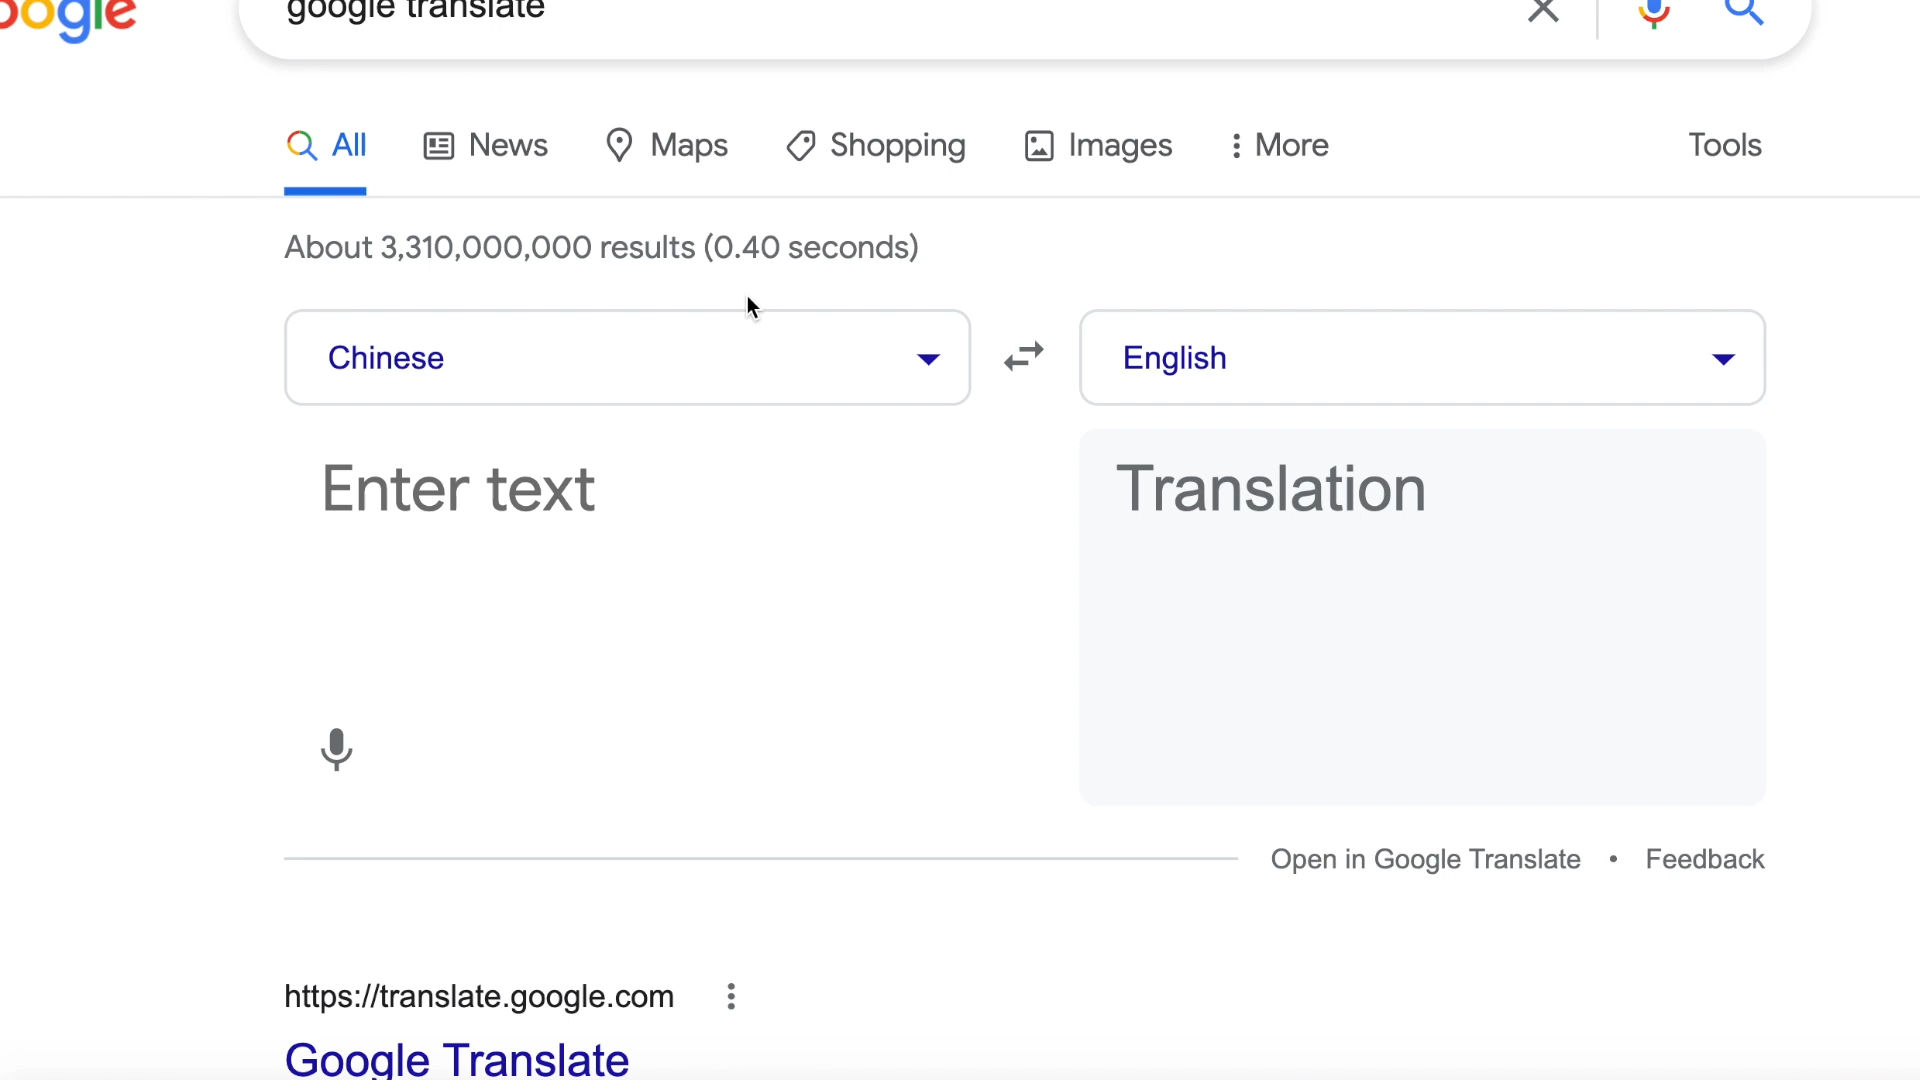 google translate
All News Maps Shopping Images More Tools
About 3,310,000,000 results (0.40 seconds)
Chinese English
Enter text Translation
Open in Google Translate • Feedback
https://translate.google.com
Google Translate